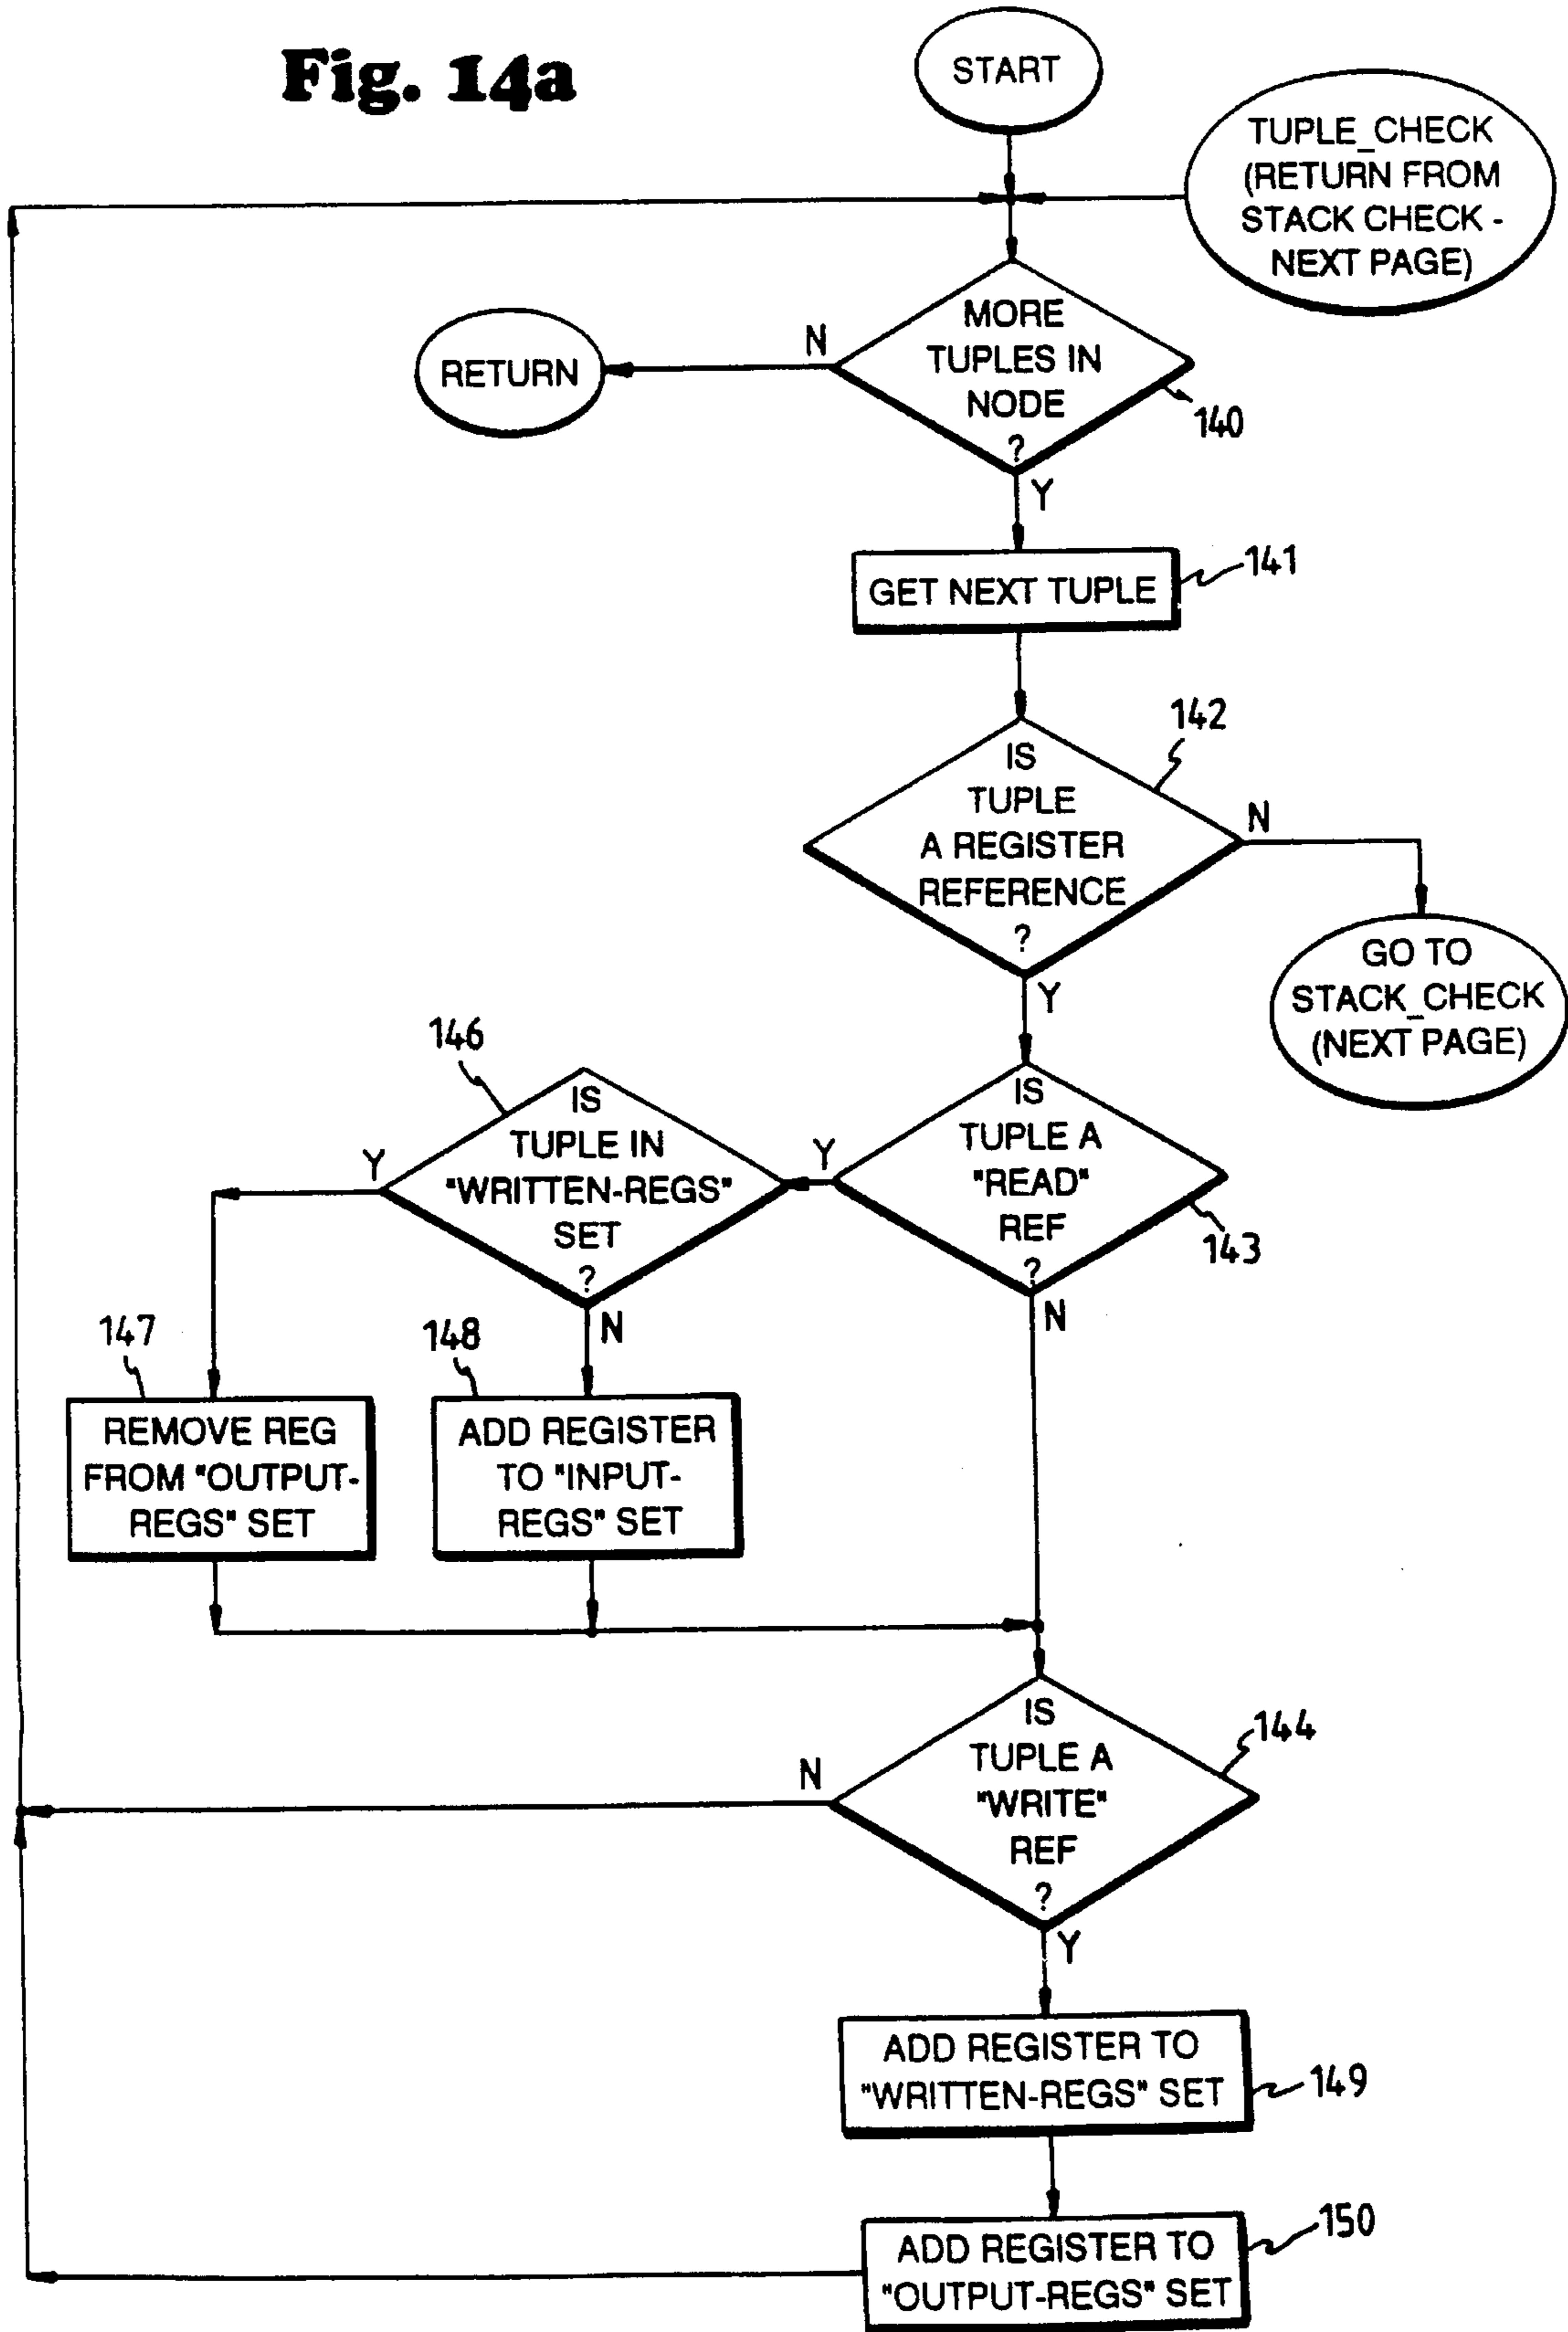 Fig. 14a
START
TUPLE_CHECK
(RETURN FROM
STACK CHECK -
NEXT PAGE)
MORE
TUPLES IN
NODE
?
N
RETURN
140
Y
GET NEXT TUPLE
141
142
IS
TUPLE
A REGISTER
REFERENCE
?
N
GO TO
STACK_CHECK
(NEXT PAGE)
Y
146
IS
TUPLE IN
"WRITTEN-REGS"
SET
?
Y
Y
IS
TUPLE A
"READ"
REF
?
143
N
N
147
148
REMOVE REG
FROM "OUTPUT-
REGS" SET
ADD REGISTER
TO "INPUT-
REGS" SET
IS
TUPLE A
"WRITE"
REF
?
144
N
Y
ADD REGISTER TO
"WRITTEN-REGS" SET
149
ADD REGISTER TO
"OUTPUT-REGS" SET
150